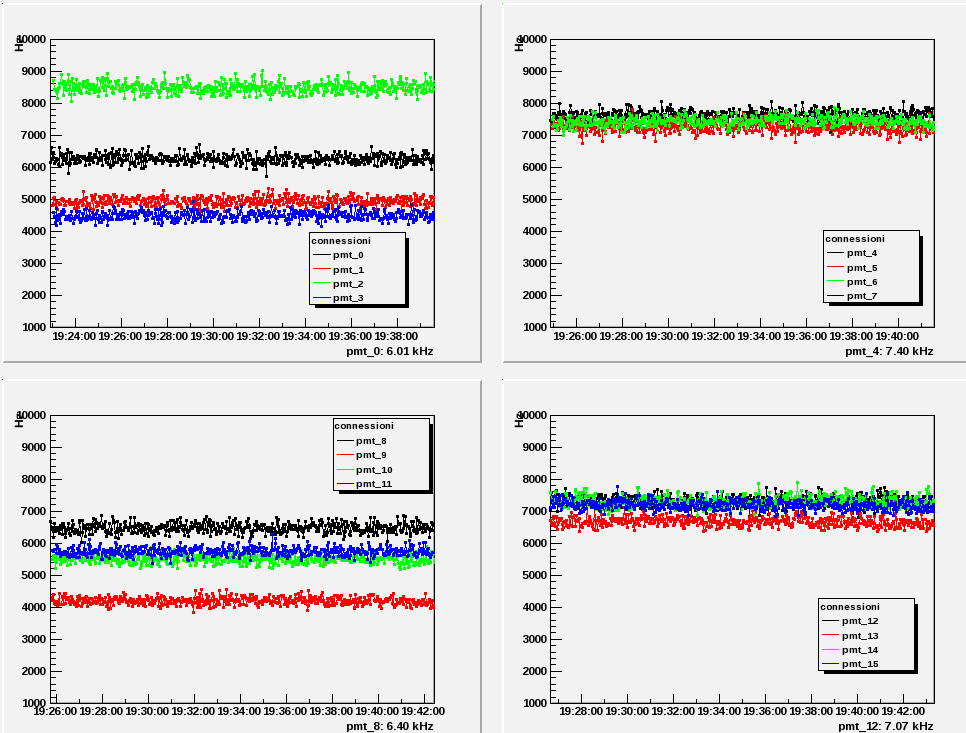 Hz
10000
9000
8000
7000
6000
5000
4000
3000
2000
1000
connessioni
pmt_0
pmt_1
pmt_2
pmt_3
19:24:00 19:26:00 19:28:00 19:30:00 19:32:00 19:34:00 19:36:00 19:38:00
pmt_0: 6.01 kHz
Hz
10000
9000
8000
7000
6000
5000
4000
3000
2000
1000
connessioni
pmt_4
pmt_5
pmt_6
pmt_7
19:26:00 19:28:00 19:30:00 19:32:00 19:34:00 19:36:00 19:38:00 19:40:00
pmt_4: 7.40 kHz
Hz
10000
9000
8000
7000
6000
5000
4000
3000
2000
1000
connessioni
pmt_8
pmt_9
pmt_10
pmt_11
19:26:00 19:28:00 19:30:00 19:32:00 19:34:00 19:36:00 19:38:00 19:40:00 19:42:00
pmt_8: 6.40 kHz
Hz
10000
9000
8000
7000
6000
5000
4000
3000
2000
1000
connessioni
pmt_12
pmt_13
pmt_14
pmt_15
19:28:00 19:30:00 19:32:00 19:34:00 19:36:00 19:38:00 19:40:00 19:42:00
pmt_12: 7.07 kHz